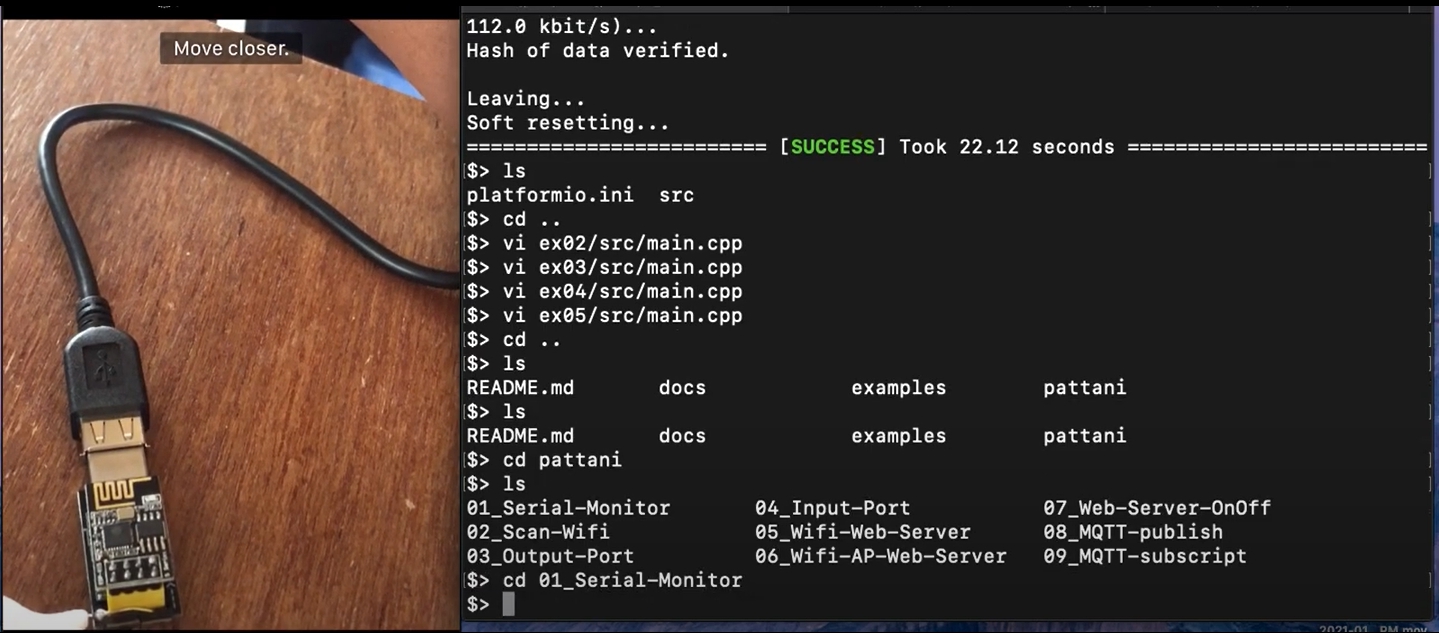 Move closer.
112.0 kbit/s)...
Hash of data verified.
Leaving...
Soft resetting...
========================= [SUCCESS] Took 22.12 seconds =========================
$> ls
platformio.ini  src
$> cd ..
$> vi ex02/src/main.cpp
$> vi ex03/src/main.cpp
$> vi ex04/src/main.cpp
$> vi ex05/src/main.cpp
$> cd ..
$> ls
README.md       docs            examples        pattani
$> ls
README.md       docs            examples        pattani
$> cd pattani
$> ls
01_Serial-Monitor       04_Input-Port           07_Web-Server-OnOff
02_Scan-Wifi            05_Wifi-Web-Server      08_MQTT-publish
03_Output-Port          06_Wifi-AP-Web-Server   09_MQTT-subscript
$> cd 01_Serial-Monitor
$>